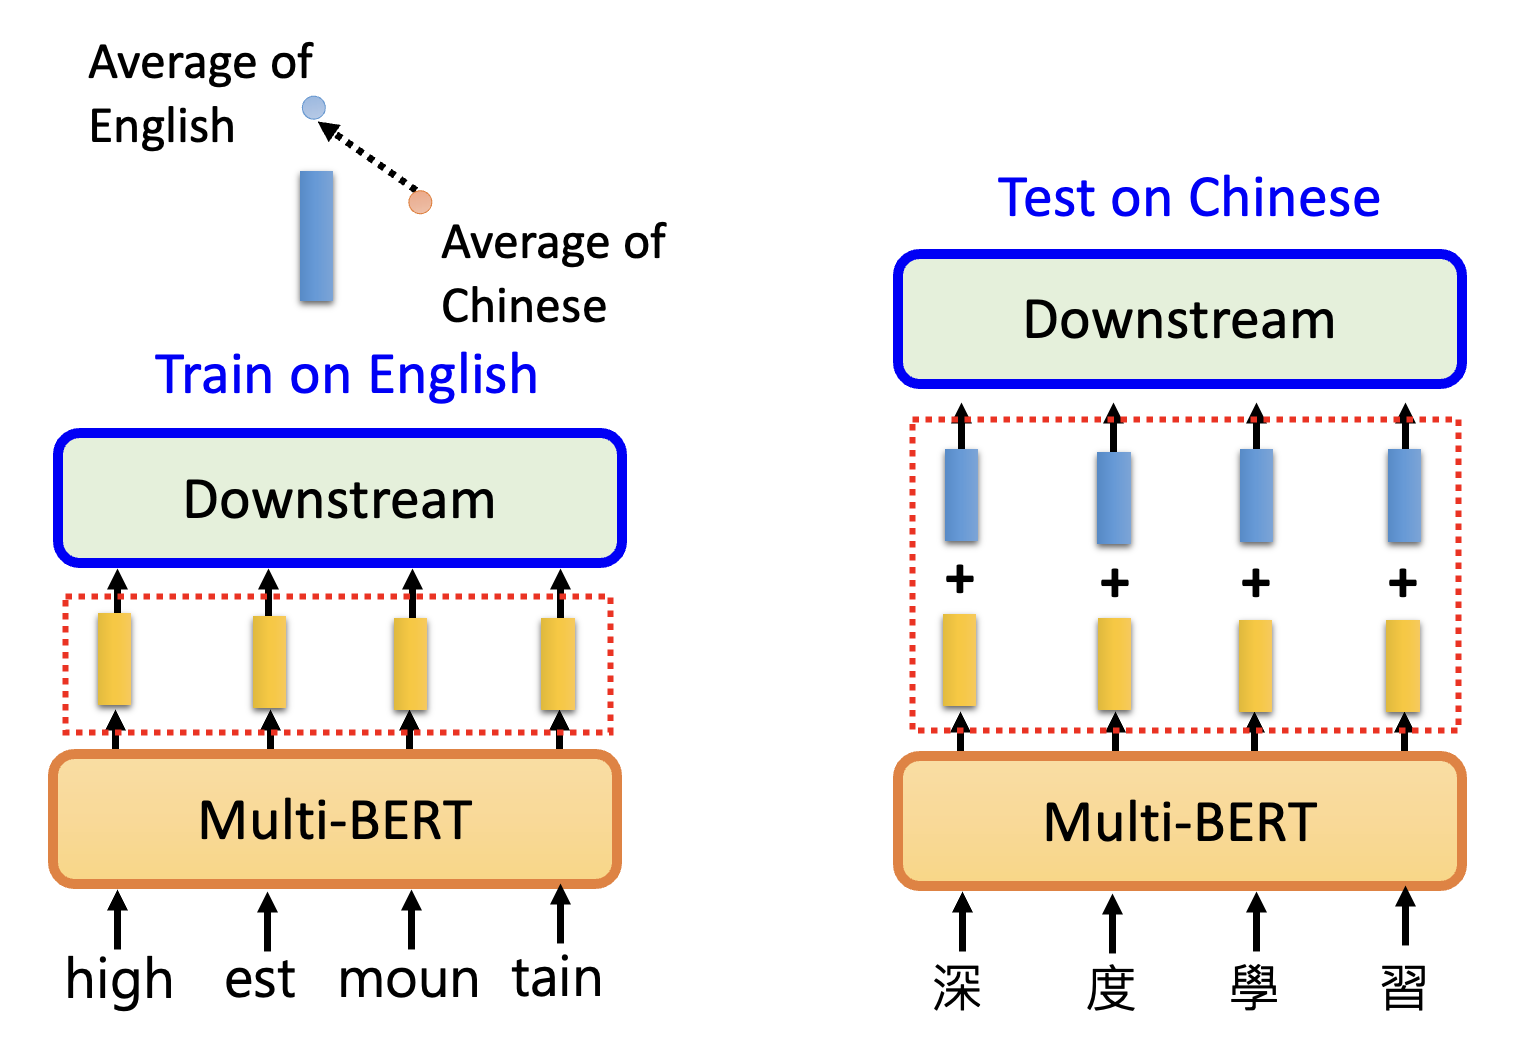 Average of
English
Average of
Chinese
Train on English
Downstream
Multi-BERT
high est moun tain
Test on Chinese
Downstream
+ + + +
Multi-BERT
深 度 學 習